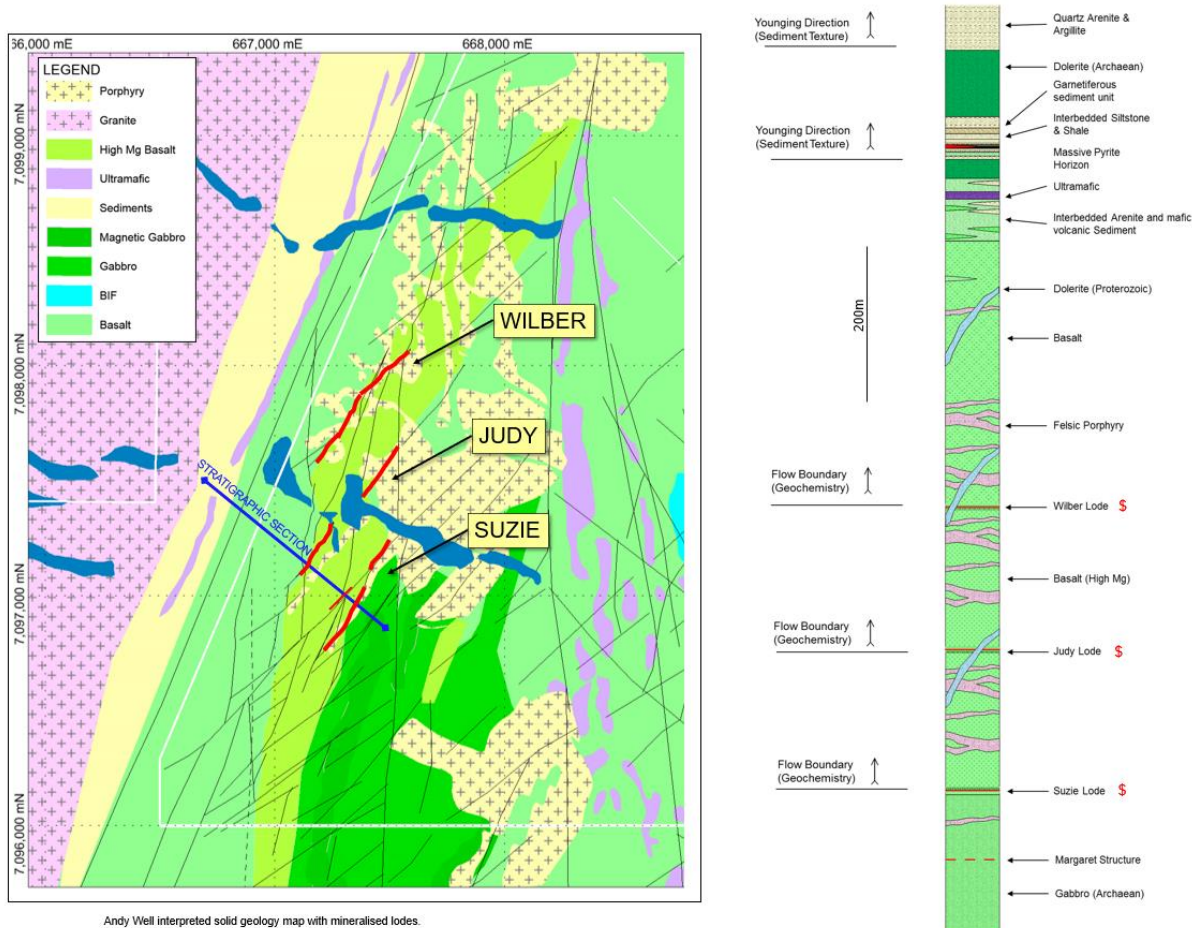 66,000 mE
667,000 mE
668,000 mE
7,099,000 mN
7,098,000 mN
7,097,000 mN
7,096,000 mN
LEGEND
Porphyry
Granite
High Mg Basalt
Ultramafic
Sediments
Magnetic Gabbro
Gabbro
BIF
Basalt
WILBER
JUDY
SUZIE
STRATIGRAPHIC SECTION
Andy Well interpreted solid geology map with mineralised lodes.
Younging Direction
(Sediment Texture)
Younging Direction
(Sediment Texture)
200m
Flow Boundary
(Geochemistry)
Flow Boundary
(Geochemistry)
Flow Boundary
(Geochemistry)
Quartz Arenite &
Argillite
Dolerite (Archaean)
Garnetiferous
sediment unit
Interbedded Siltstone
& Shale
Massive Pyrite
Horizon
Ultramafic
Interbedded Arenite and mafic
volcanic Sediment
Dolerite (Proterozoic)
Basalt
Felsic Porphyry
Wilber Lode $
Basalt (High Mg)
Judy Lode $
Suzie Lode $
Margaret Structure
Gabbro (Archaean)